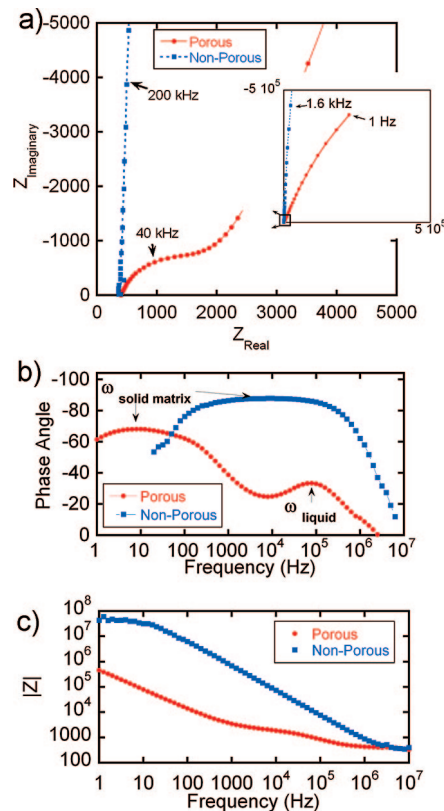 a)
-5000
-4000
-3000
-2000
-1000
0
Z Imaginary
Porous
Non-Porous
200 kHz
40 kHz
-5 10⁵
1.6 kHz
1 Hz
5 10⁵
0 1000 2000 3000 4000 5000
Z Real
b)
-100
-80
-60
-40
-20
0
Phase Angle
ω solid matrix
ω liquid
Porous
Non-Porous
1 10 100 1000 10⁴ 10⁵ 10⁶ 10⁷
Frequency (Hz)
c)
10⁸
10⁷
10⁶
10⁵
10⁴
1000
100
|Z|
Porous
Non-Porous
1 10 100 1000 10⁴ 10⁵ 10⁶ 10⁷
Frequency (Hz)